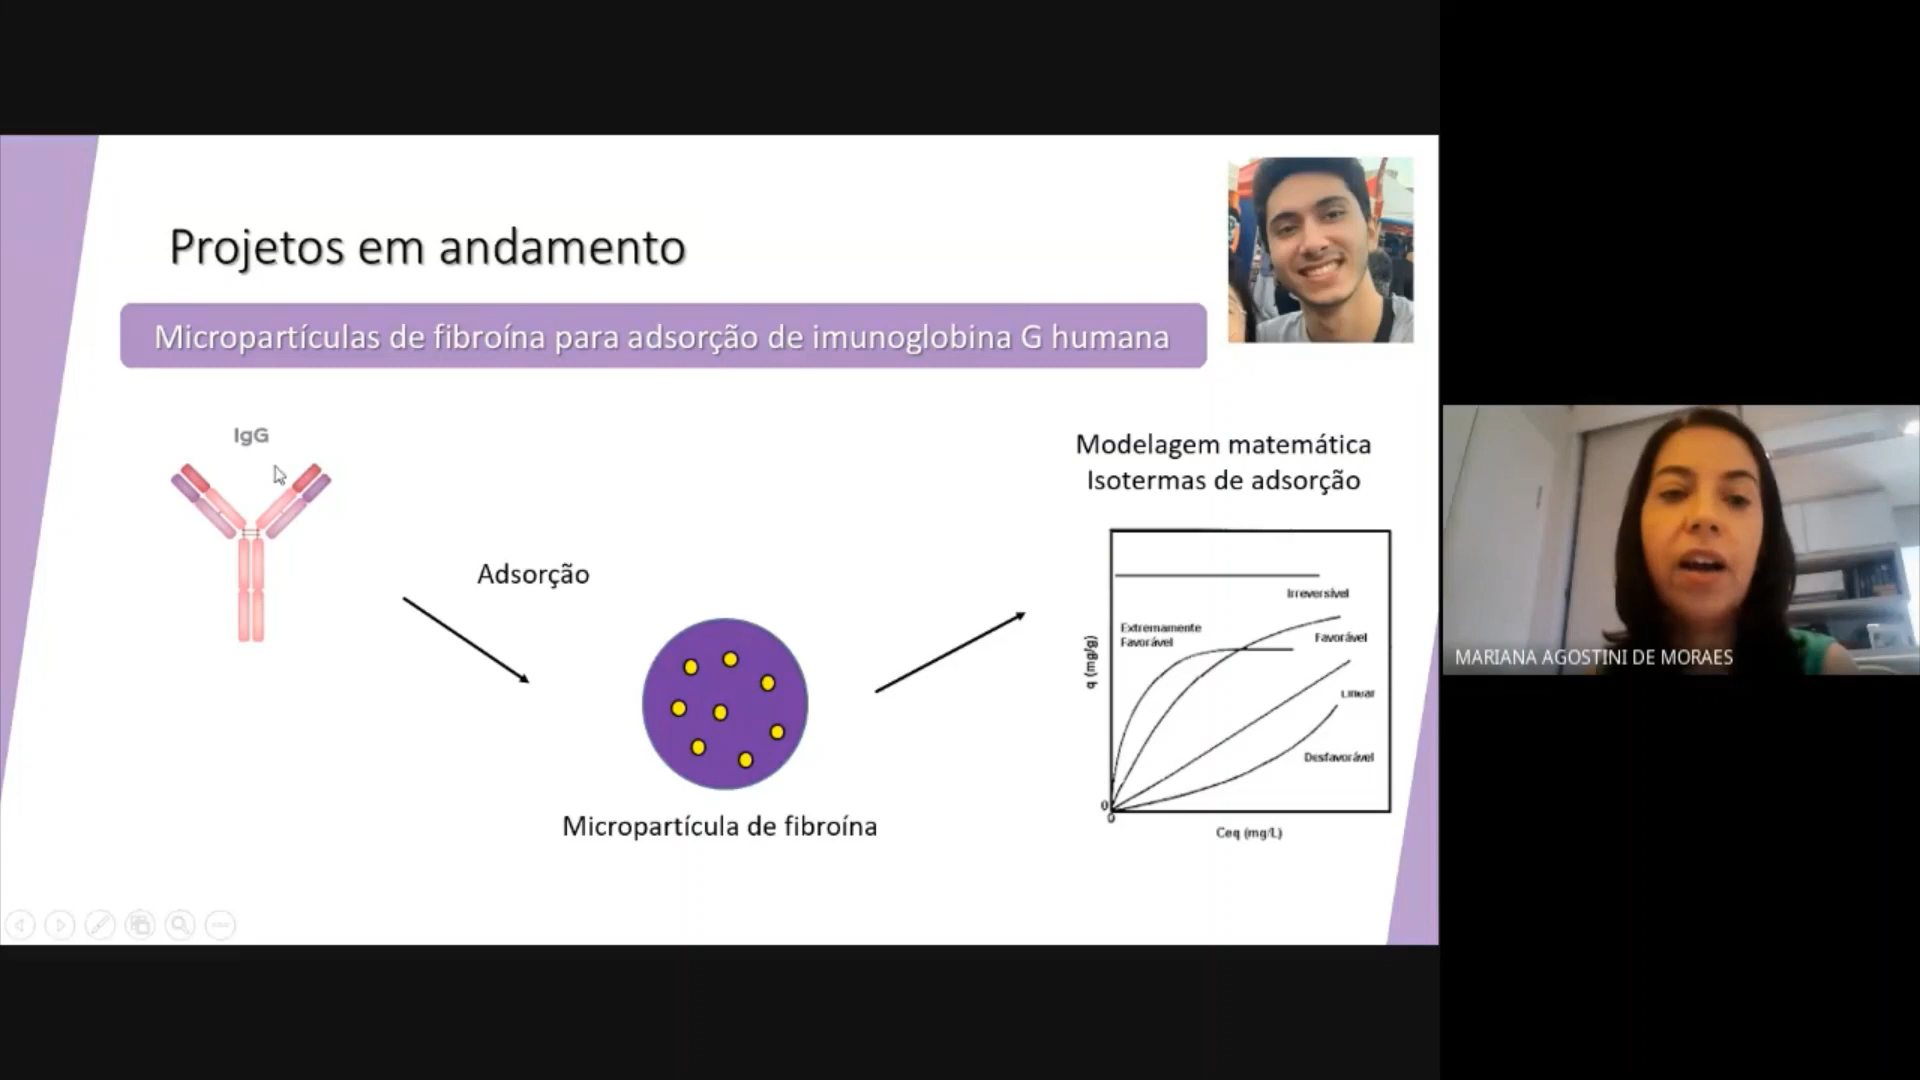 Projetos em andamento
Micropartículas de fibroína para adsorção de imunoglobina G humana
IgG
Adsorção
Micropartícula de fibroína
Modelagem matemática
Isotermas de adsorção
Irreversível
Extremamente
Favorável
Favorável
Linear
Desfavorável
q (mg/g)
0
0
Ceq (mg/L)
MARIANA AGOSTINI DE MORAES